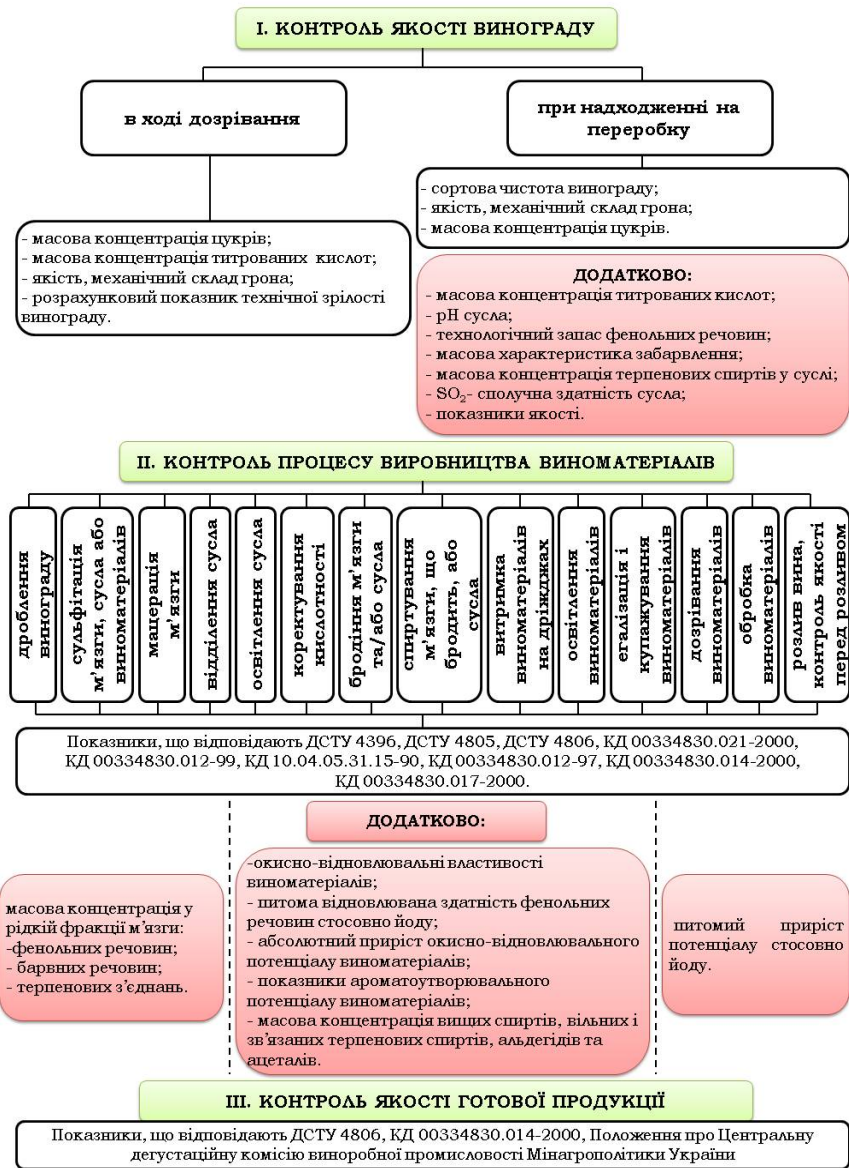 І. КОНТРОЛЬ ЯКОСТІ ВИНОГРАДУ
в ході дозрівання
при надходженні на
переробку
- масова концентрація цукрів;
- масова концентрація титрованих кислот;
- якість, механічний склад грона;
- розрахунковий показник технічної зрілості
винограду.
- сортова чистота винограду;
- якість, механічний склад грона;
- масова концентрація цукрів.
ДОДАТКОВО:
- масова концентрація титрованих кислот;
- рН сусла;
- технологічний запас фенольних речовин;
- масова характеристика забарвлення;
- масова концентрація терпенових спиртів у суслі;
- SO₂- сполучна здатність сусла;
- показники якості.
ІІ. КОНТРОЛЬ ПРОЦЕСУ ВИРОБНИЦТВА ВИНОМАТЕРІАЛІВ
дроблення
винограду
сульфітація
м'язги, сусла або
виноматеріалів
мацерація
м'язги
відділення сусла
освітлення сусла
коректування
кислотності
бродіння м'язги
та/або сусла
спиртування
м'язги, що
бродить, або
сусла
витримка
виноматеріалів
на дріжджах
освітлення
виноматеріалів
егалізація і
купажування
виноматеріалів
дозрівання
виноматеріалів
обробка
виноматеріалів
розлив вина,
контроль якості
перед розливом
Показники, що відповідають ДСТУ 4396, ДСТУ 4805, ДСТУ 4806, КД 00334830.021-2000,
КД 00334830.012-99, КД 10.04.05.31.15-90, КД 00334830.012-97, КД 00334830.014-2000,
КД 00334830.017-2000.
ДОДАТКОВО:
масова концентрація у
рідкій фракції м'язги:
-фенольних речовин;
- барвних речовин;
- терпенових з'єднань.
-окисно-відновлювальні властивості
виноматеріалів;
- питома відновлювана здатність фенольних
речовин стосовно йоду;
- абсолютний приріст окисно-відновлювального
потенціалу виноматеріалів;
- показники ароматоутворювального
потенціалу виноматеріалів;
- масова концентрація вищих спиртів, вільних і
зв'язаних терпенових спиртів, альдегідів та
ацеталів.
питомий приріст
потенціалу стосовно
йоду.
ІІІ. КОНТРОЛЬ ЯКОСТІ ГОТОВОЇ ПРОДУКЦІЇ
Показники, що відповідають ДСТУ 4806, КД 00334830.014-2000, Положення про Центральну
дегустаційну комісію виноробної промисловості Мінагрополітики України